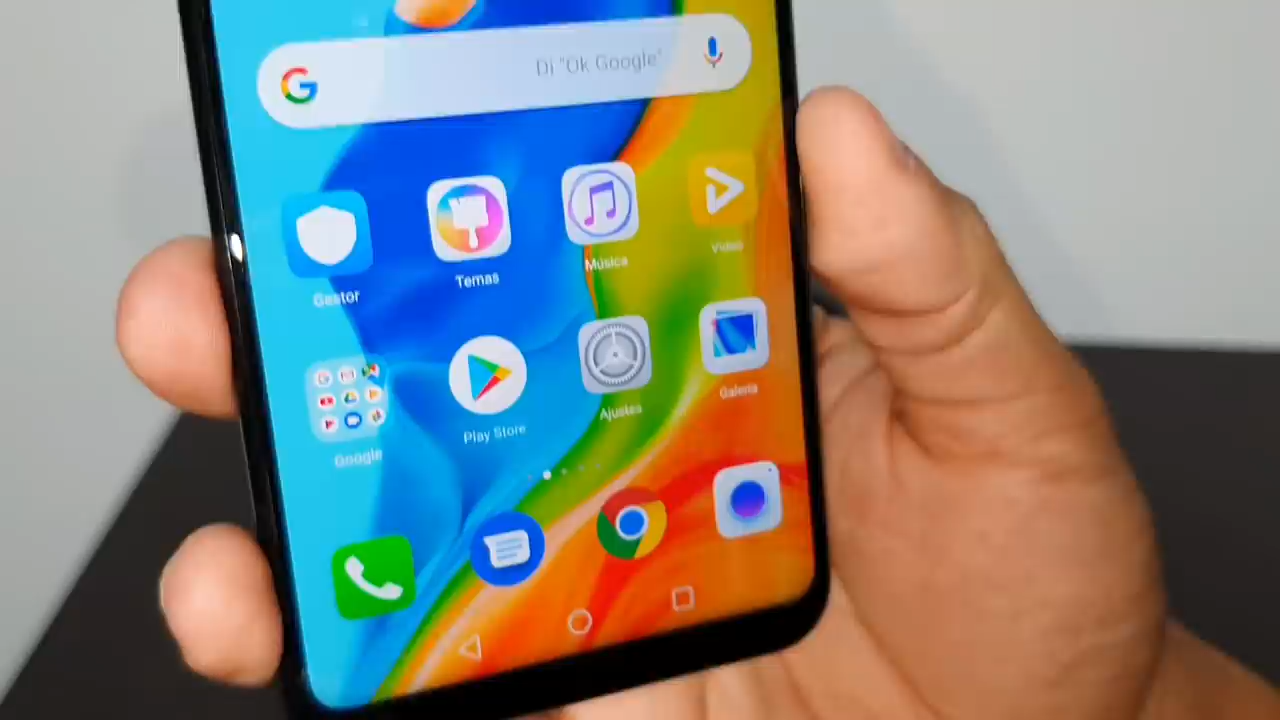 G
Di "Ok Google"
Gestor
Temas
Música
Video
Google
Play Store
Ajustes
Galería